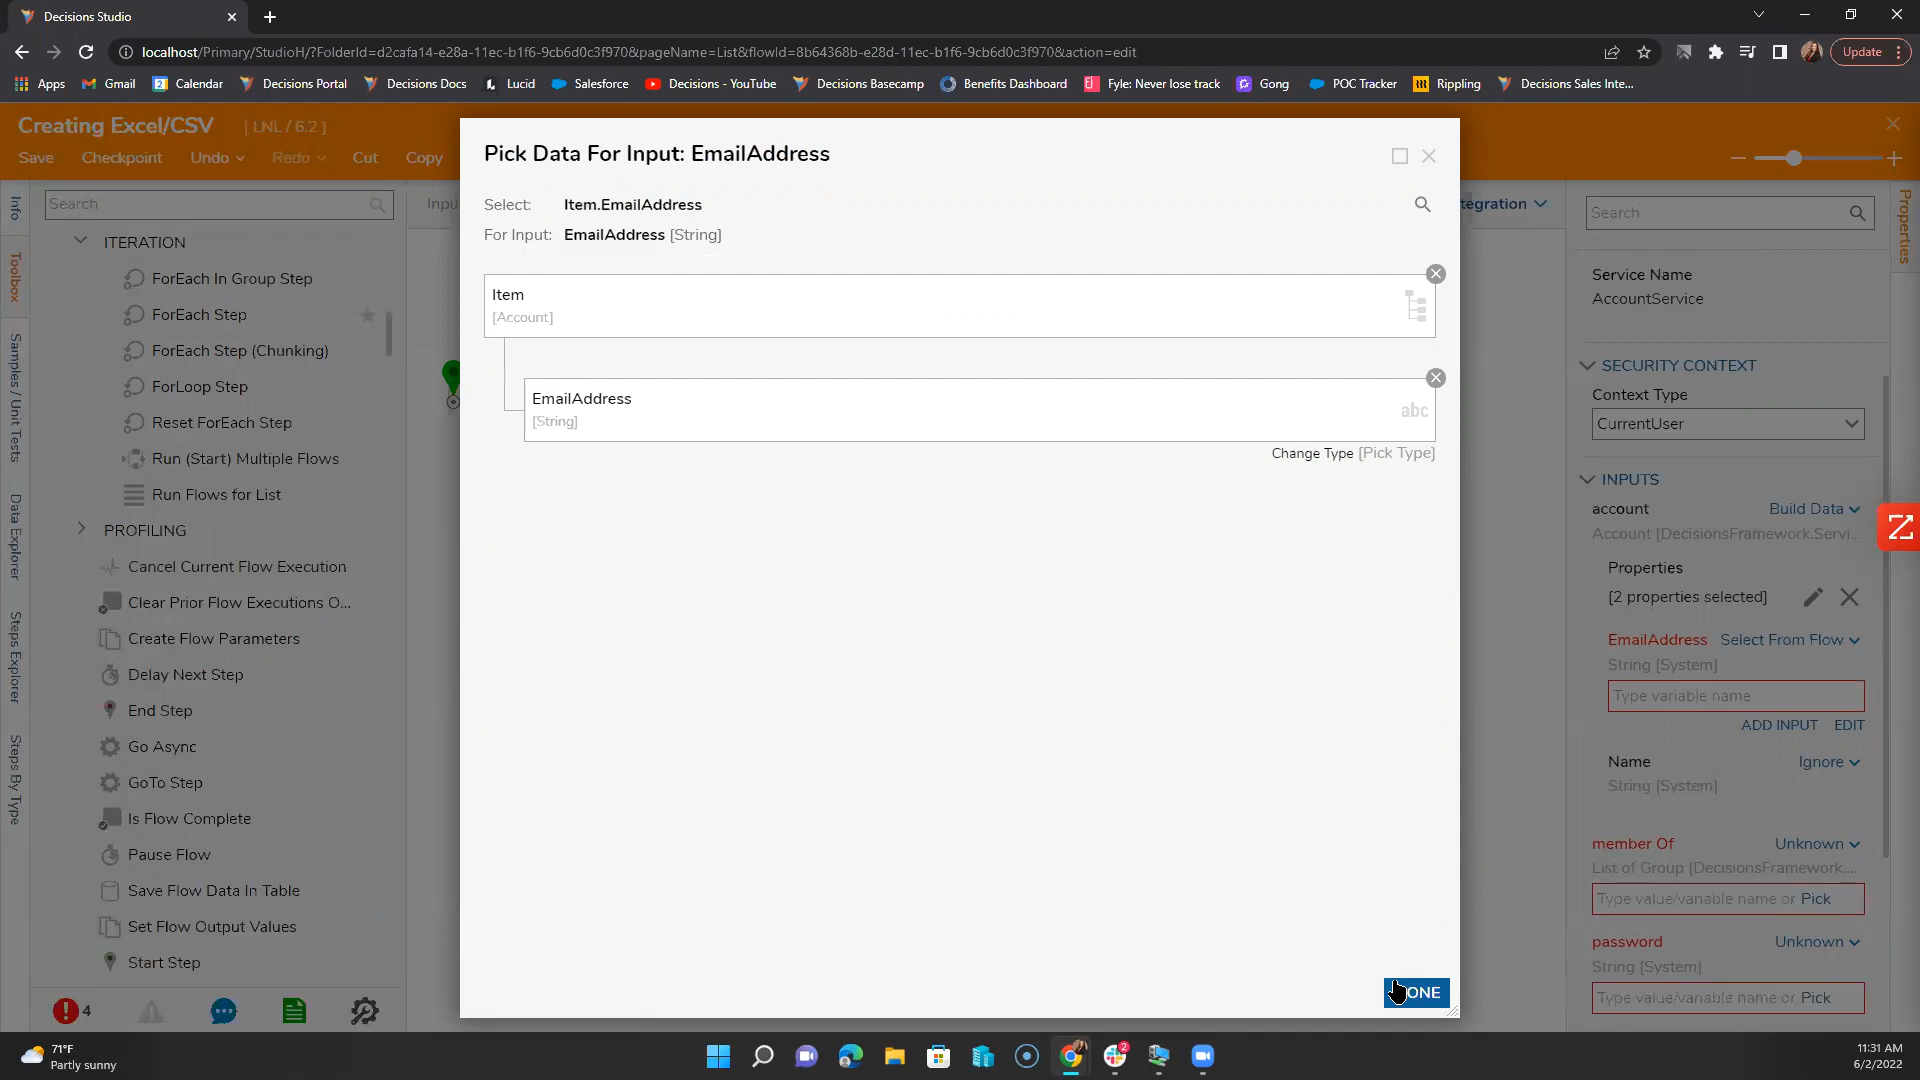 Decisions Studio
localhost/Primary/StudioH/?FolderId=d2cafa14-e28a-11ec-b1f6-9cb6d0c3f970&pageName=List&flowId=8b64368b-e28d-11ec-b1f6-9cb6d0c3f970&action=edit
Update
Apps
Gmail
Calendar
Decisions Portal
Decisions Docs
Lucid
Salesforce
Decisions - YouTube
Decisions Basecamp
Benefits Dashboard
Fyle: Never lose track
Gong
POC Tracker
Rippling
Decisions Sales Inte...
Creating Excel/CSV
[ LNL / 6.2 ]
Save
Checkpoint
Undo
Redo
Cut
Copy
Info
Toolbox
Samples / Unit Tests
Data Explorer
Steps Explorer
Steps By Type
Search
ITERATION
ForEach In Group Step
ForEach Step
ForEach Step (Chunking)
ForLoop Step
Reset ForEach Step
Run (Start) Multiple Flows
Run Flows for List
PROFILING
Cancel Current Flow Execution
Clear Prior Flow Executions O...
Create Flow Parameters
Delay Next Step
End Step
Go Async
GoTo Step
Is Flow Complete
Pause Flow
Save Flow Data In Table
Set Flow Output Values
Start Step
4
Inpu
tegration
Pick Data For Input: EmailAddress
Select: Item.EmailAddress
For Input: EmailAddress [String]
Item
[Account]
EmailAddress
[String]
abc
Change Type [Pick Type]
ONE
Properties
Search
Service Name
AccountService
SECURITY CONTEXT
Context Type
CurrentUser
INPUTS
account Build Data
Account [DecisionsFramework.Servi...
Properties
[2 properties selected]
EmailAddress Select From Flow
String [System]
Type variable name
ADD INPUT EDIT
Name Ignore
String [System]
member Of Unknown
List of Group [DecisionsFramework....
Type value/variable name or Pick
password Unknown
String [System]
Type value/variable name or Pick
71°F
Partly sunny
2
11:31 AM
6/2/2022